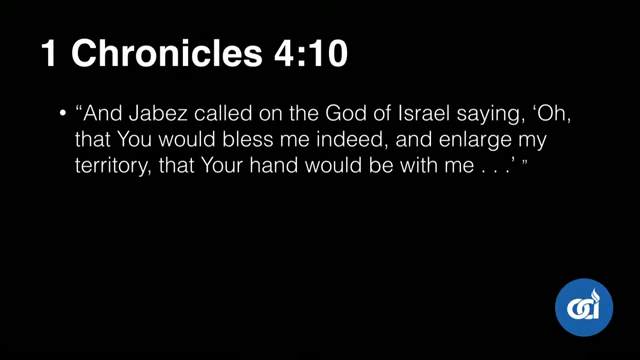 1 Chronicles 4:10
• “And Jabez called on the God of Israel saying, ‘Oh,
that You would bless me indeed, and enlarge my
territory, that Your hand would be with me . . .’ ”
OCI